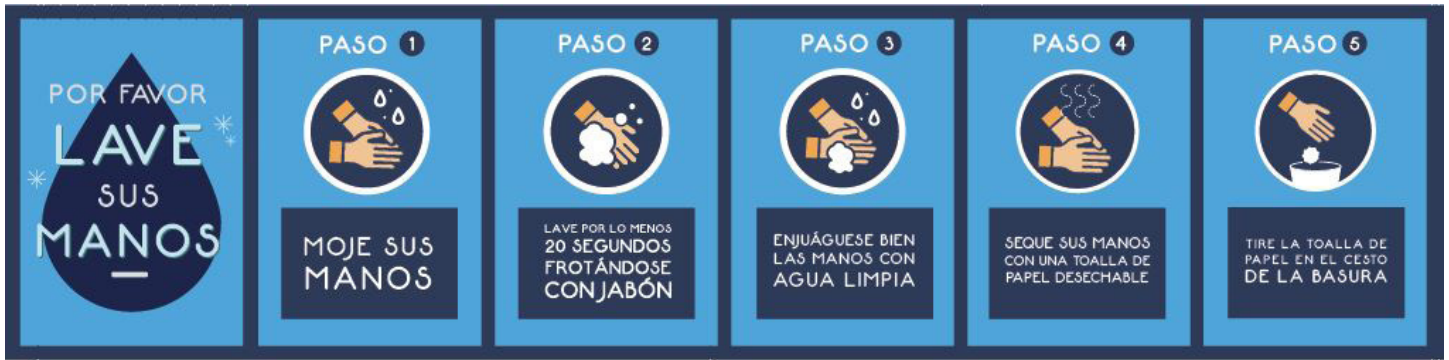 POR FAVOR
LAVE
SUS
MANOS
PASO 1
MOJE SUS
MANOS
PASO 2
LAVE POR LO MENOS
20 SEGUNDOS
FROTÁNDOSE
CON JABÓN
PASO 3
ENJUÁGUESE BIEN
LAS MANOS CON
AGUA LIMPIA
PASO 4
SEQUE SUS MANOS
CON UNA TOALLA DE
PAPEL DESECHABLE
PASO 5
TIRE LA TOALLA DE
PAPEL EN EL CESTO
DE LA BASURA